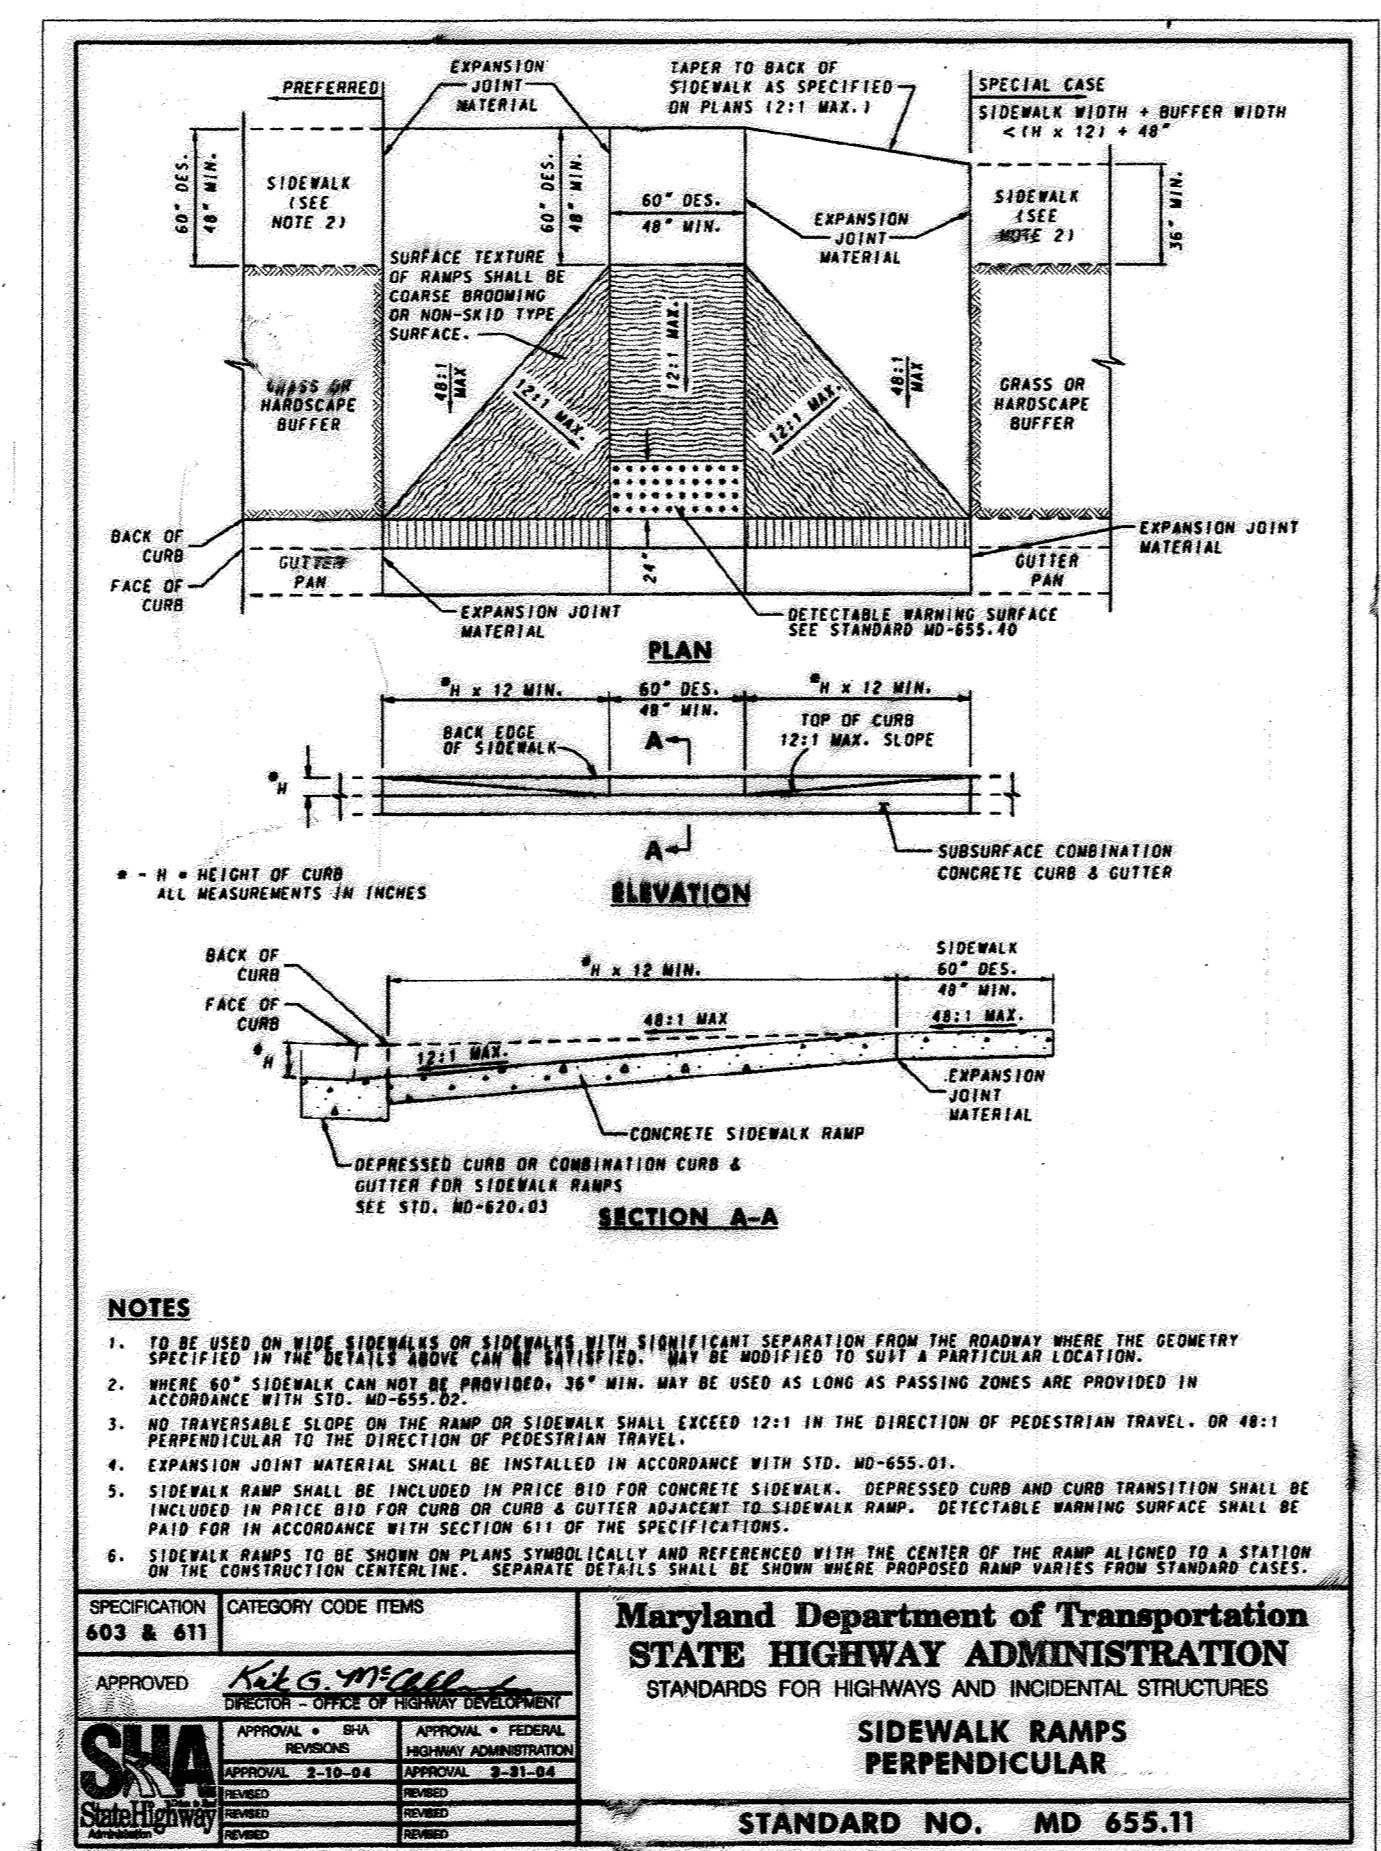 PREFERRED
EXPANSION
JOINT
MATERIAL
TAPER TO BACK OF
SIDEWALK AS SPECIFIED
ON PLANS (12:1 MAX.)
SPECIAL CASE
SIDEWALK WIDTH + BUFFER WIDTH
< (H x 12) + 48"
60" DES.
48" MIN.
SIDEWALK
(SEE
NOTE 2)
60" DES.
48" MIN.
60" DES.
48" MIN.
EXPANSION
JOINT
MATERIAL
SIDEWALK
(SEE
NOTE 2)
36" MIN.
SURFACE TEXTURE
OF RAMPS SHALL BE
COARSE BROOMING
OR NON-SKID TYPE
SURFACE.
12:1 MAX.
48:1
MAX
12:1 MAX.
12:1 MAX.
48:1
MAX
GRASS OR
HARDSCAPE
BUFFER
GRASS OR
HARDSCAPE
BUFFER
BACK OF
CURB
FACE OF
CURB
GUTTER
PAN
24"
GUTTER
PAN
EXPANSION JOINT
MATERIAL
EXPANSION JOINT
MATERIAL
DETECTABLE WARNING SURFACE
SEE STANDARD MD-655.40
PLAN
*H x 12 MIN.
60" DES.
48" MIN.
*H x 12 MIN.
BACK EDGE
OF SIDEWALK
A
TOP OF CURB
12:1 MAX. SLOPE
*H
A
SUBSURFACE COMBINATION
CONCRETE CURB & GUTTER
* - H = HEIGHT OF CURB
ALL MEASUREMENTS IN INCHES
ELEVATION
BACK OF
CURB
FACE OF
CURB
*H x 12 MIN.
SIDEWALK
60" DES.
48" MIN.
48:1 MAX
48:1 MAX.
*H
12:1 MAX.
EXPANSION
JOINT
MATERIAL
CONCRETE SIDEWALK RAMP
DEPRESSED CURB OR COMBINATION CURB &
GUTTER FOR SIDEWALK RAMPS
SEE STD. MD-620.03
SECTION A-A
NOTES
1. TO BE USED ON WIDE SIDEWALKS OR SIDEWALKS WITH SIGNIFICANT SEPARATION FROM THE ROADWAY WHERE THE GEOMETRY
SPECIFIED IN THE DETAILS ABOVE CAN BE SATISFIED. MAY BE MODIFIED TO SUIT A PARTICULAR LOCATION.
2. WHERE 60" SIDEWALK CAN NOT BE PROVIDED, 36" MIN. MAY BE USED AS LONG AS PASSING ZONES ARE PROVIDED IN
ACCORDANCE WITH STD. MD-655.02.
3. NO TRAVERSABLE SLOPE ON THE RAMP OR SIDEWALK SHALL EXCEED 12:1 IN THE DIRECTION OF PEDESTRIAN TRAVEL. OR 48:1
PERPENDICULAR TO THE DIRECTION OF PEDESTRIAN TRAVEL.
4. EXPANSION JOINT MATERIAL SHALL BE INSTALLED IN ACCORDANCE WITH STD. MD-655.01.
5. SIDEWALK RAMP SHALL BE INCLUDED IN PRICE BID FOR CONCRETE SIDEWALK. DEPRESSED CURB AND CURB TRANSITION SHALL BE
INCLUDED IN PRICE BID FOR CURB OR CURB & GUTTER ADJACENT TO SIDEWALK RAMP. DETECTABLE WARNING SURFACE SHALL BE
PAID FOR IN ACCORDANCE WITH SECTION 611 OF THE SPECIFICATIONS.
6. SIDEWALK RAMPS TO BE SHOWN ON PLANS SYMBOLICALLY AND REFERENCED WITH THE CENTER OF THE RAMP ALIGNED TO A STATION
ON THE CONSTRUCTION CENTERLINE. SEPARATE DETAILS SHALL BE SHOWN WHERE PROPOSED RAMP VARIES FROM STANDARD CASES.
SPECIFICATION
603 & 611
CATEGORY CODE ITEMS
APPROVED
DIRECTOR - OFFICE OF HIGHWAY DEVELOPMENT
SHA
State Highway
Administration
APPROVAL • SHA
REVISIONS
APPROVAL • FEDERAL
HIGHWAY ADMINISTRATION
APPROVAL 2-10-04
APPROVAL 3-31-04
REVISED
REVISED
REVISED
REVISED
REVISED
REVISED
Maryland Department of Transportation
STATE HIGHWAY ADMINISTRATION
STANDARDS FOR HIGHWAYS AND INCIDENTAL STRUCTURES
SIDEWALK RAMPS
PERPENDICULAR
STANDARD NO. MD 655.11